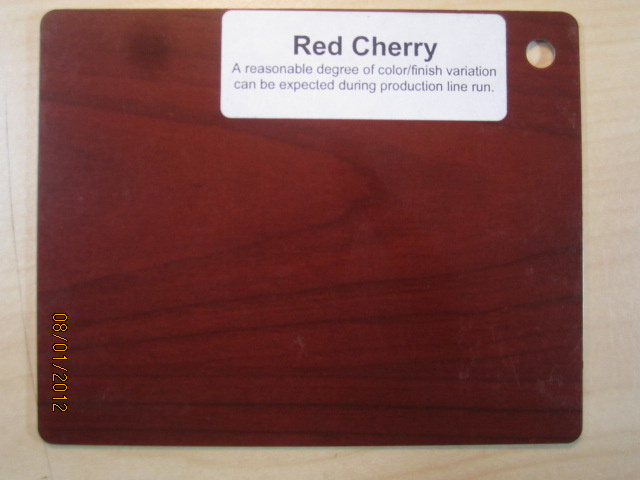 Red Cherry
A reasonable degree of color/finish variation
can be expected during production line run.
08/01/2012